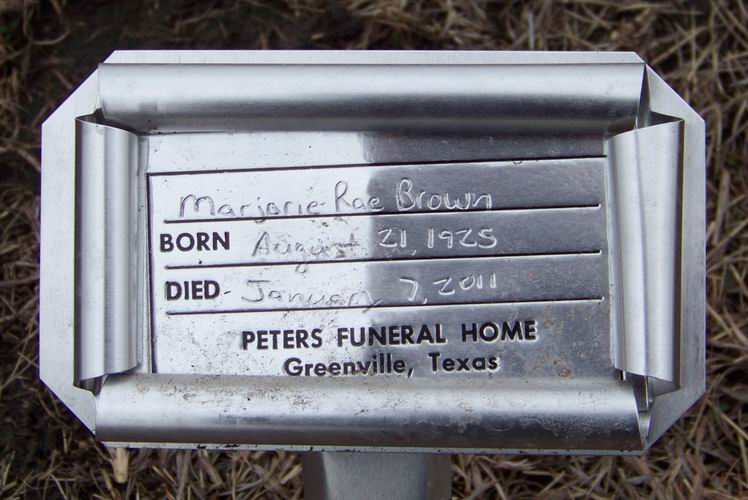 Marjorie Rae Brown
BORN August 21, 1925
DIED January 7, 2011
PETERS FUNERAL HOME
Greenville, Texas